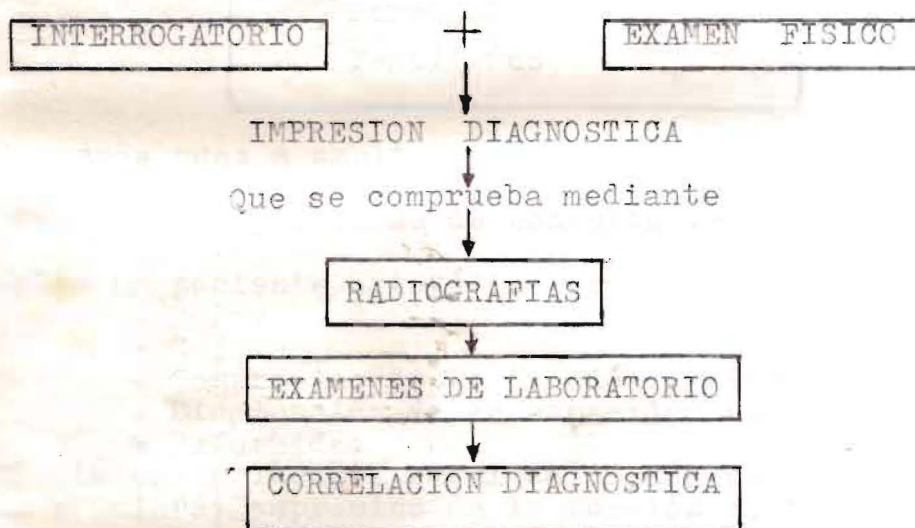 INTERROGATORIO + EXAMEN FISICO
IMPRESION DIAGNOSTICA
Que se comprueba mediante
RADIOGRAFIAS
EXAMENES DE LABORATORIO
CORRELACION DIAGNOSTICA